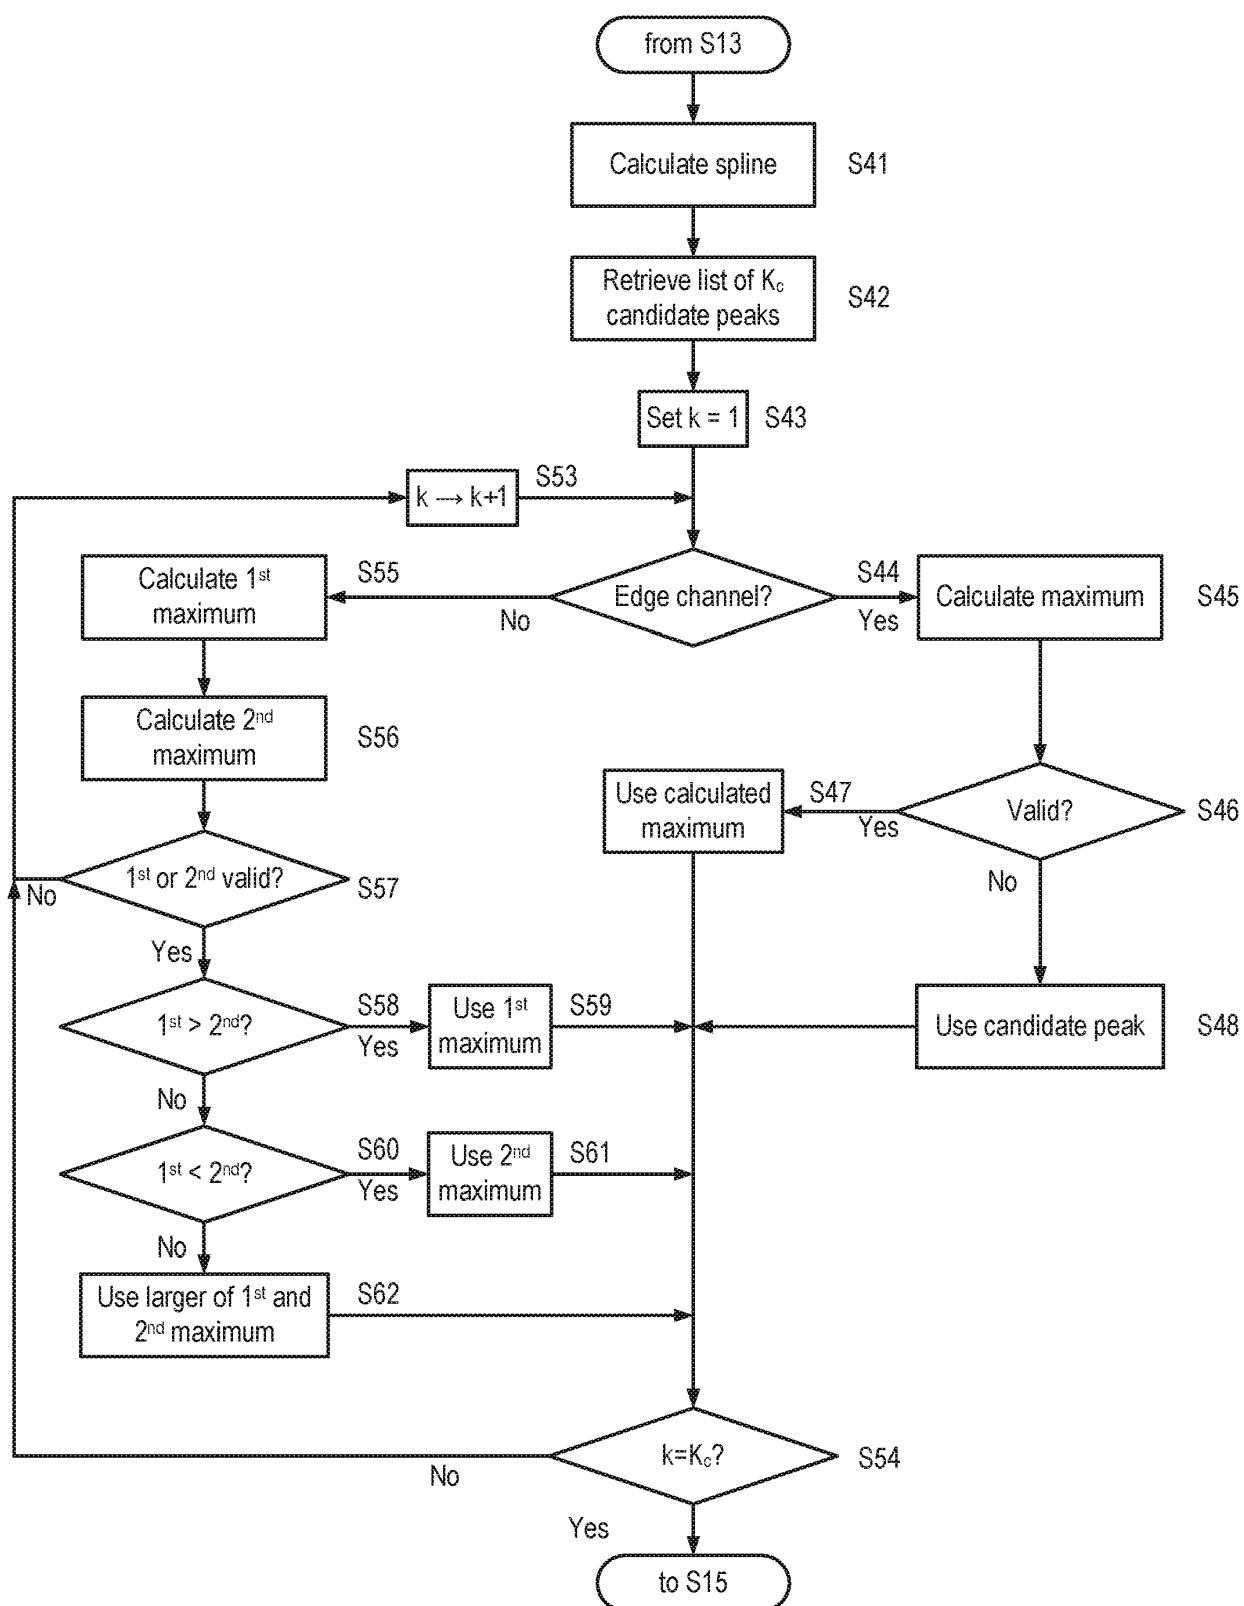 from S13
Calculate spline
S41
Retrieve list of Kc
candidate peaks
S42
Set k = 1
S43
k → k+1
S53
Calculate 1st
maximum
S55
No
Edge channel?
S44
Yes
Calculate maximum
S45
Calculate 2nd
maximum
S56
Use calculated
maximum
S47
Yes
Valid?
S46
No
1st or 2nd valid?
S57
No
Yes
Use candidate peak
S48
1st > 2nd?
S58
Yes
Use 1st
maximum
S59
No
1st < 2nd?
S60
Yes
Use 2nd
maximum
S61
No
Use larger of 1st and
2nd maximum
S62
k=Kc?
S54
No
Yes
to S15